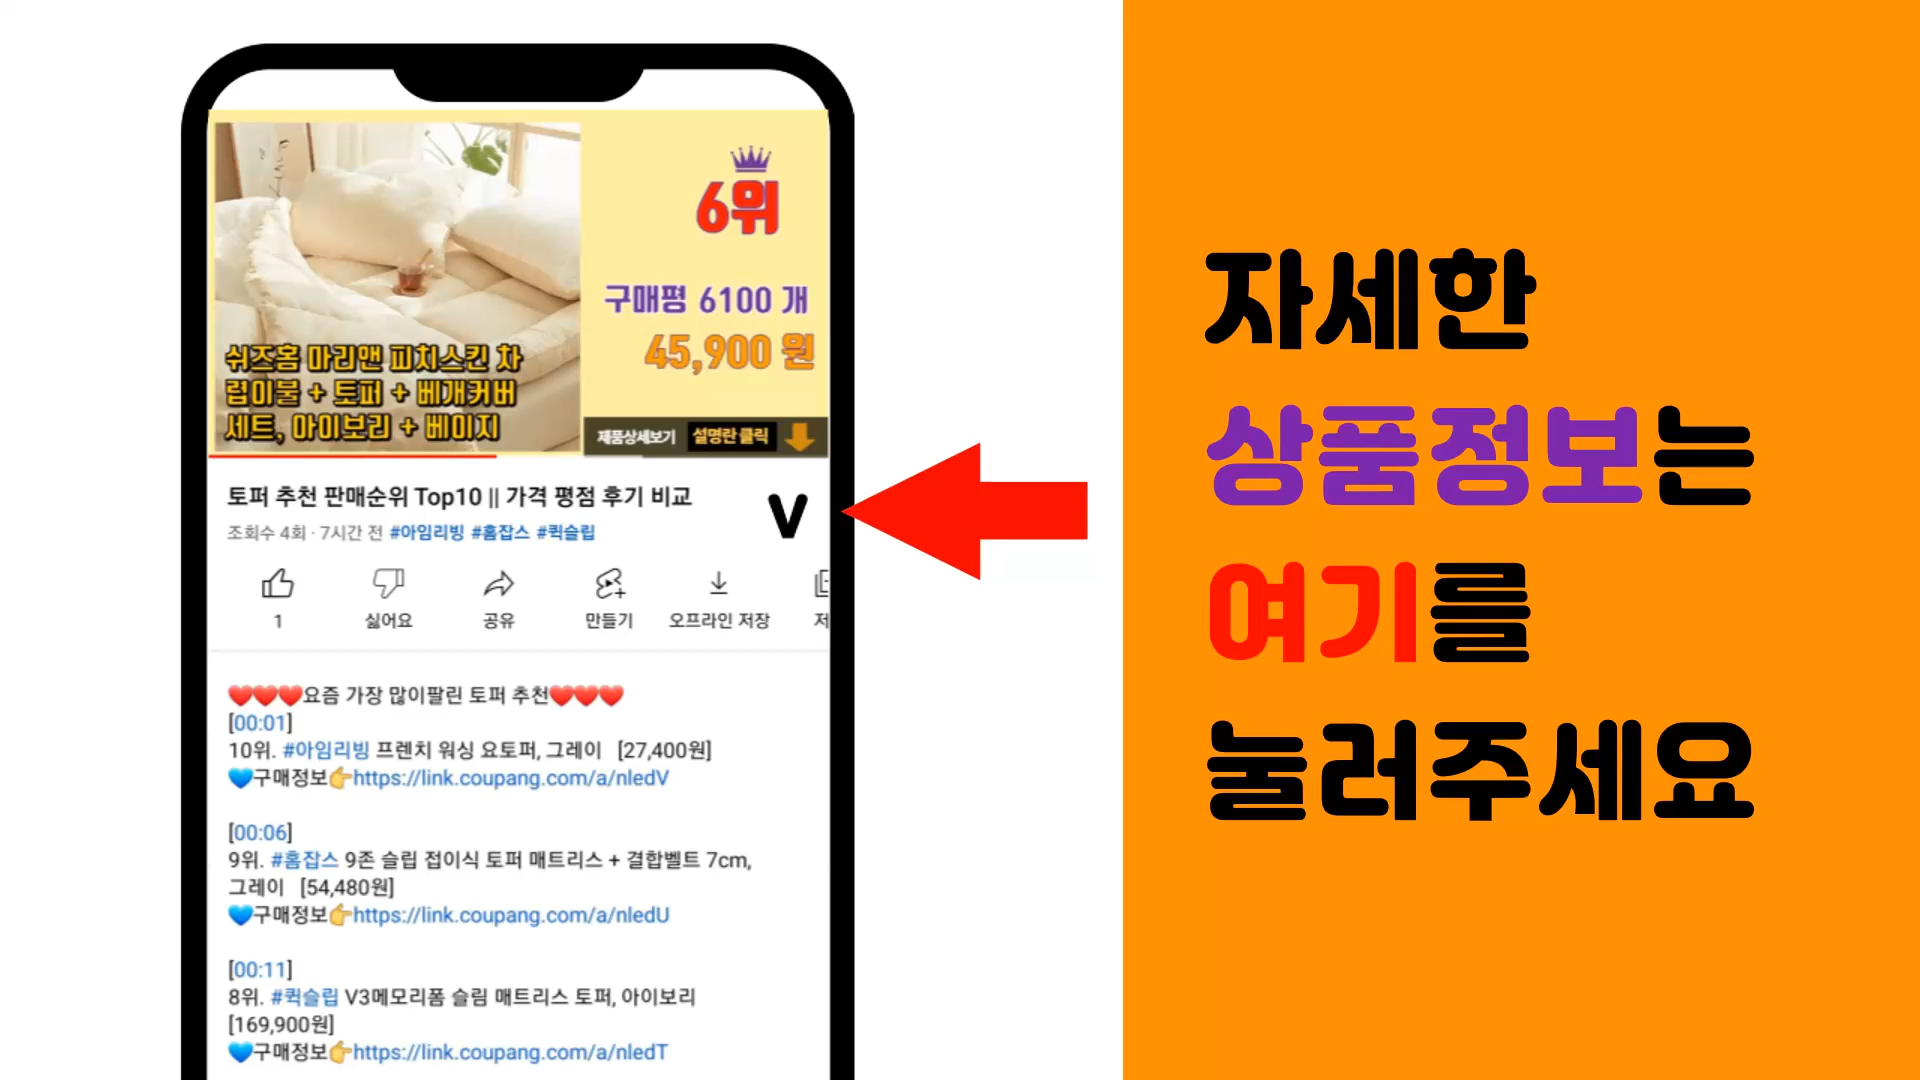 6위
구매평 6100 개
45,900 원
쉬즈홈 마리앤 피치스킨 차
렵이불 + 토퍼 + 베개커버
세트, 아이보리 + 베이지
제품상세보기 설명란 클릭
토퍼 추천 판매순위 Top10 || 가격 평점 후기 비교
V
조회수 4회 · 7시간 전 #아임리빙 #홈잡스 #퀵슬립
1 싫어요 공유 만들기 오프라인 저장 저
❤️❤️❤️요즘 가장 많이팔린 토퍼 추천❤️❤️❤️
[00:01]
10위. #아임리빙 프렌치 워싱 요토퍼, 그레이 [27,400원]
💙구매정보👉https://link.coupang.com/a/nledV
[00:06]
9위. #홈잡스 9존 슬립 접이식 토퍼 매트리스 + 결합벨트 7cm,
그레이 [54,480원]
💙구매정보👉https://link.coupang.com/a/nledU
[00:11]
8위. #퀵슬립 V3메모리폼 슬림 매트리스 토퍼, 아이보리
[169,900원]
💙구매정보👉https://link.coupang.com/a/nledT
자세한
상품정보는
여기를
눌러주세요